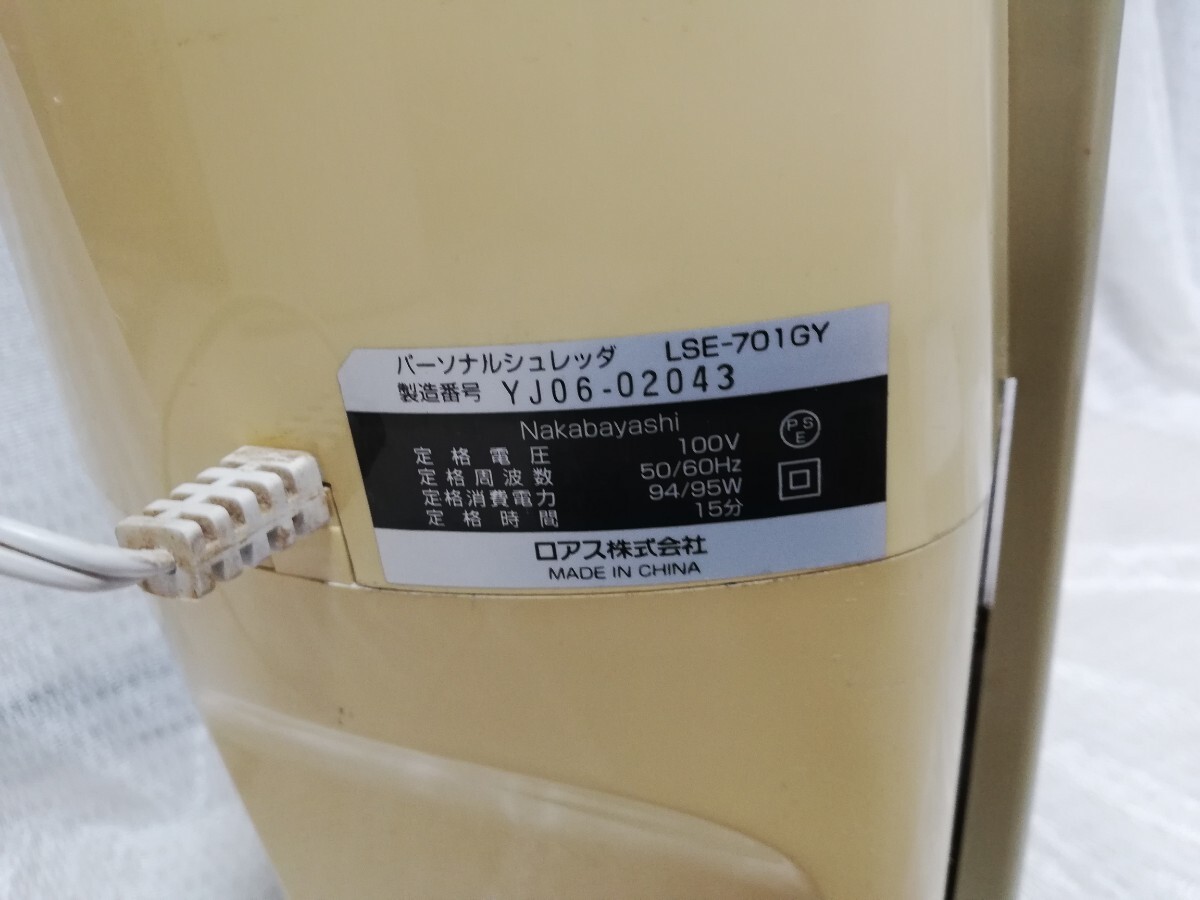 パーソナルシュレッダ LSE-701GY
製造番号 YJ06-02043
Nakabayashi
定格電圧 100V
定格周波数 50/60Hz
定格消費電力 94/95W
定格時間 15分
PSE
ロアス株式会社
MADE IN CHINA